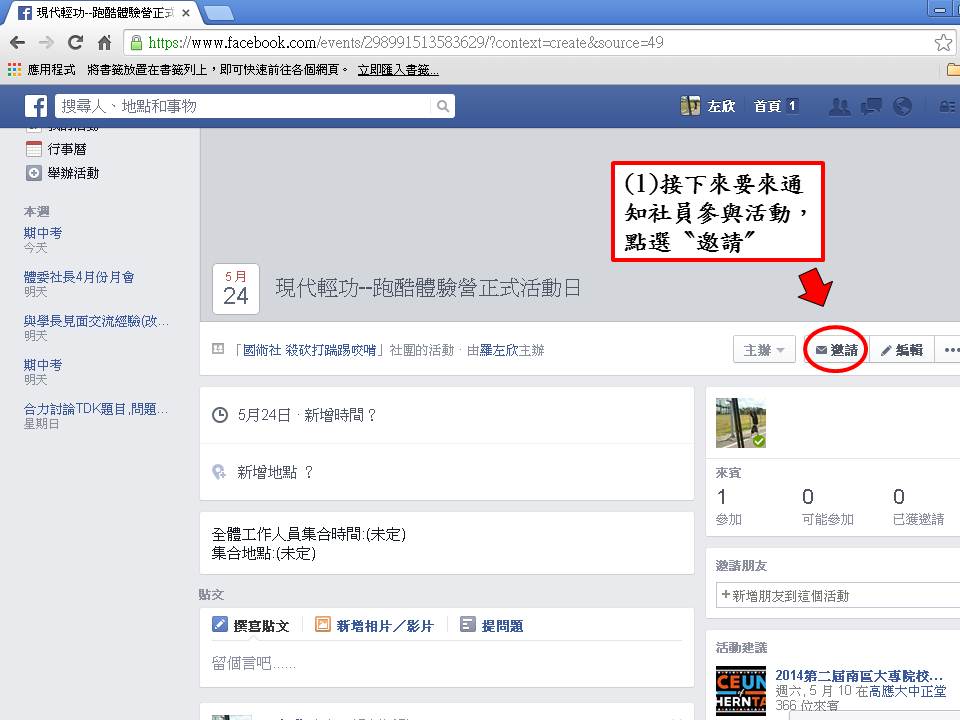 現代輕功--跑酷體驗營正式
https://www.facebook.com/events/298991513583629/?context=create&source=49
應用程式 將書籤放置在書籤列上，即可快速前往各個網頁。 立即匯入書籤...
搜尋人、地點和事物
左欣 首頁 1
行事曆
舉辦活動
本週
期中考
今天
體委社長4月份月會
明天
與學長見面交流經驗(改...
明天
期中考
明天
合力討論TDK題目,問題...
星期日
(1)接下來要來通
知社員參與活動，
點選〝邀請〞
5月
24
現代輕功--跑酷體驗營正式活動日
「國術社 殺砍打踹踢咬啃」社團的活動 · 由羅左欣主辦
主辦
邀請
編輯
5月24日 · 新增時間？
新增地點 ？
全體工作人員集合時間:(未定)
集合地點:(未定)
貼文
撰寫貼文 新增相片／影片 提問題
留個言吧......
來賓
1 0 0
參加 可能參加 已獲邀請
邀請朋友
+新增朋友到這個活動
活動建議
CEUN
HERNTA
2014第二屆南區大專院校...
週六, 5 月 10 在高應大中正堂
366 位來賓